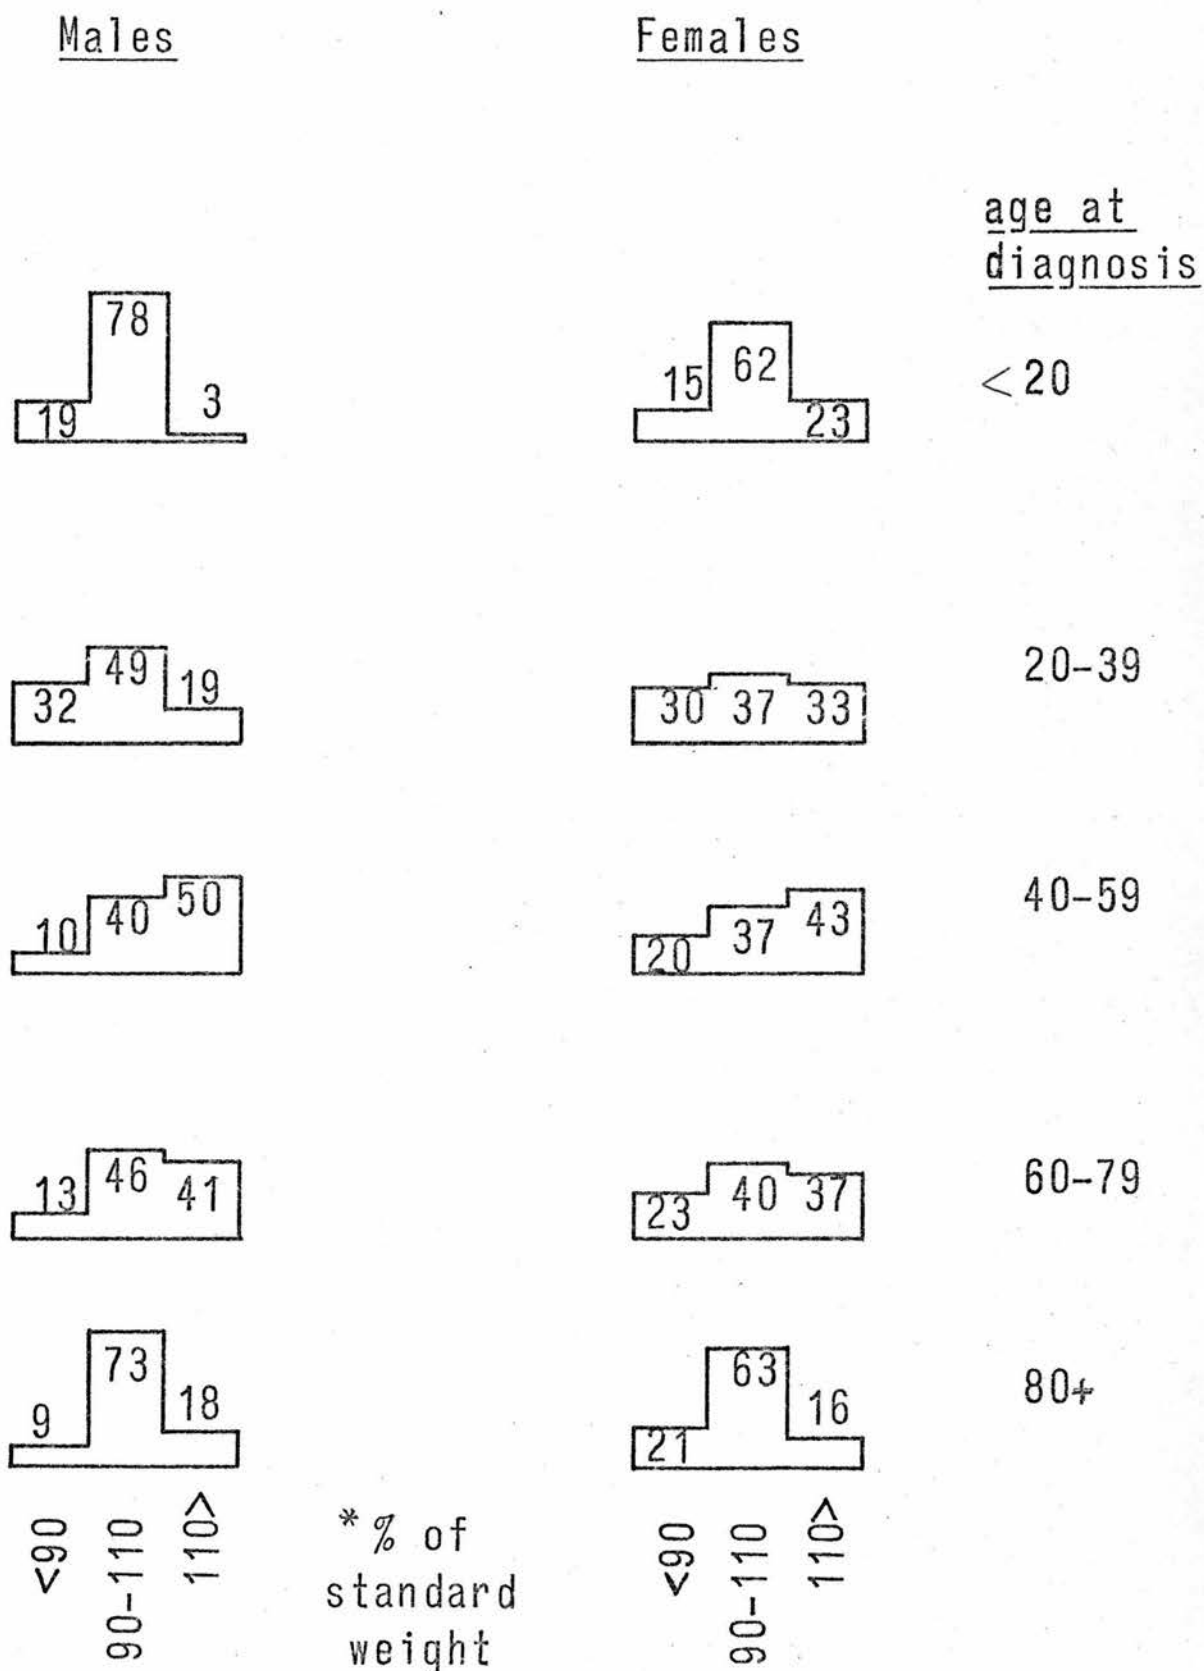 Males Females
age at
diagnosis
78 62
19 3 15 23 <20
49 19 20-39
32 30 37 33
50 40-59
10 40 20 37 43
13 46 41 23 40 37 60-79
73 63
9 18 21 16 80+
<90 90-110 110> *% of <90 90-110 110>
standard
weight